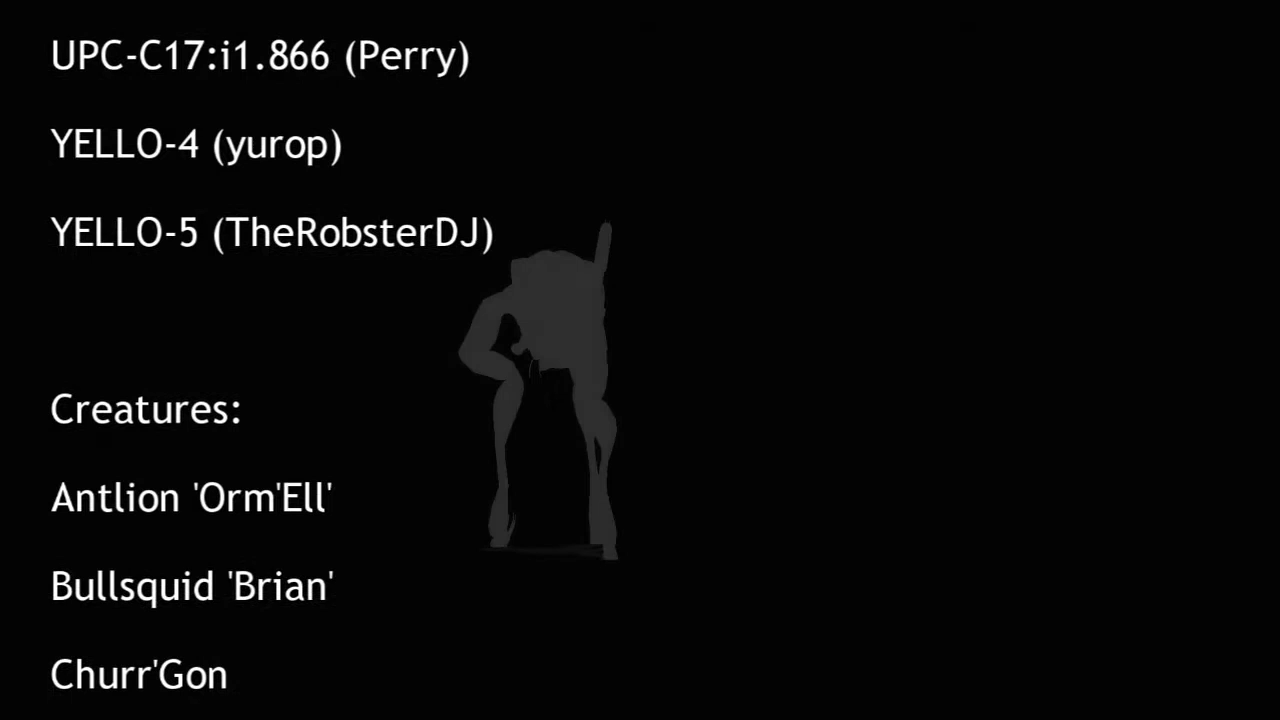 UPC-C17:i1.866 (Perry)
YELLO-4 (yurop)
YELLO-5 (TheRobsterDJ)
Creatures:
Antlion 'Orm'Ell'
Bullsquid 'Brian'
Churr'Gon